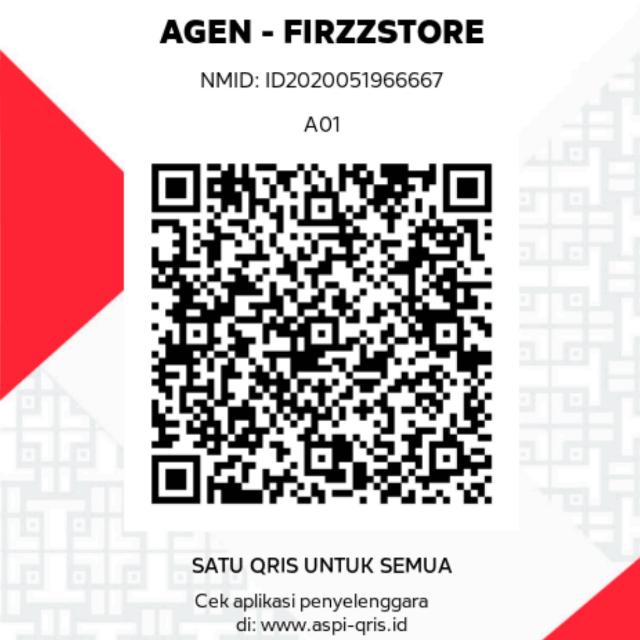 AGEN - FIRZZSTORE
NMID: ID2020051966667
A01
SATU QRIS UNTUK SEMUA
Cek aplikasi penyelenggara
di: www.aspi-qris.id